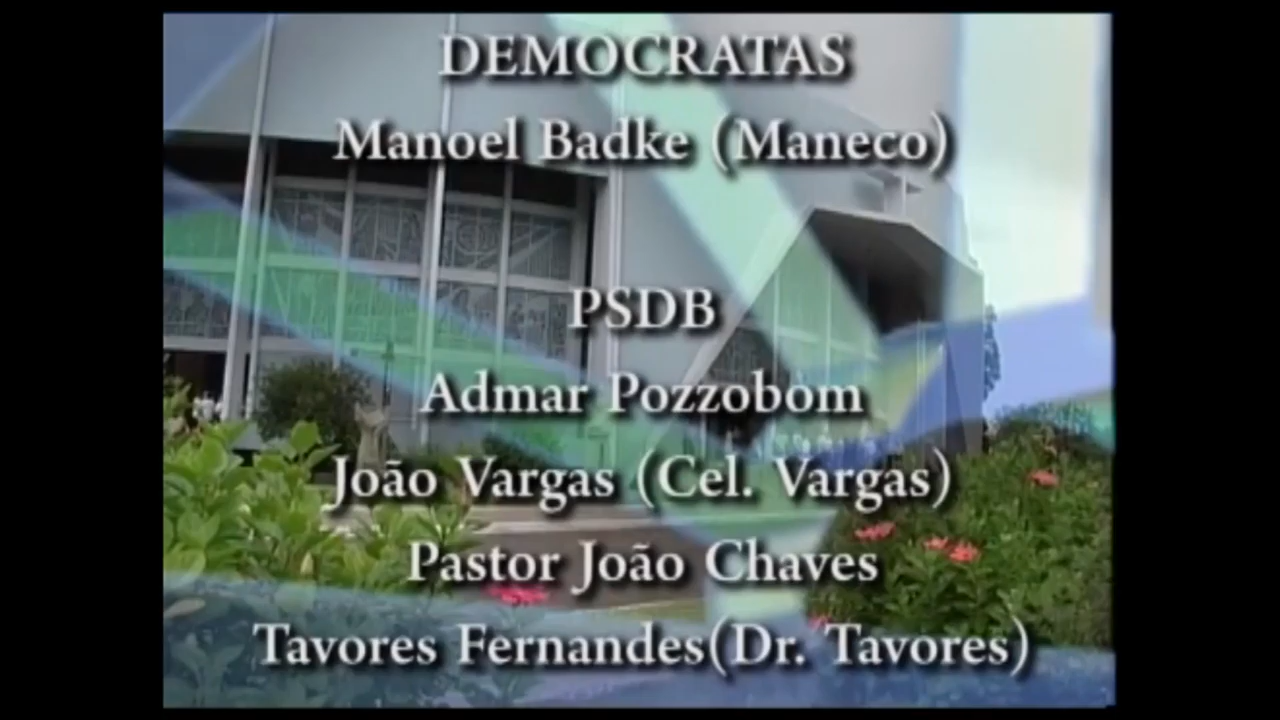 DEMOCRATAS
Manoel Badke (Maneco)
PSDB
Admar Pozzobom
João Vargas (Cel. Vargas)
Pastor João Chaves
Tavores Fernandes(Dr. Tavores)